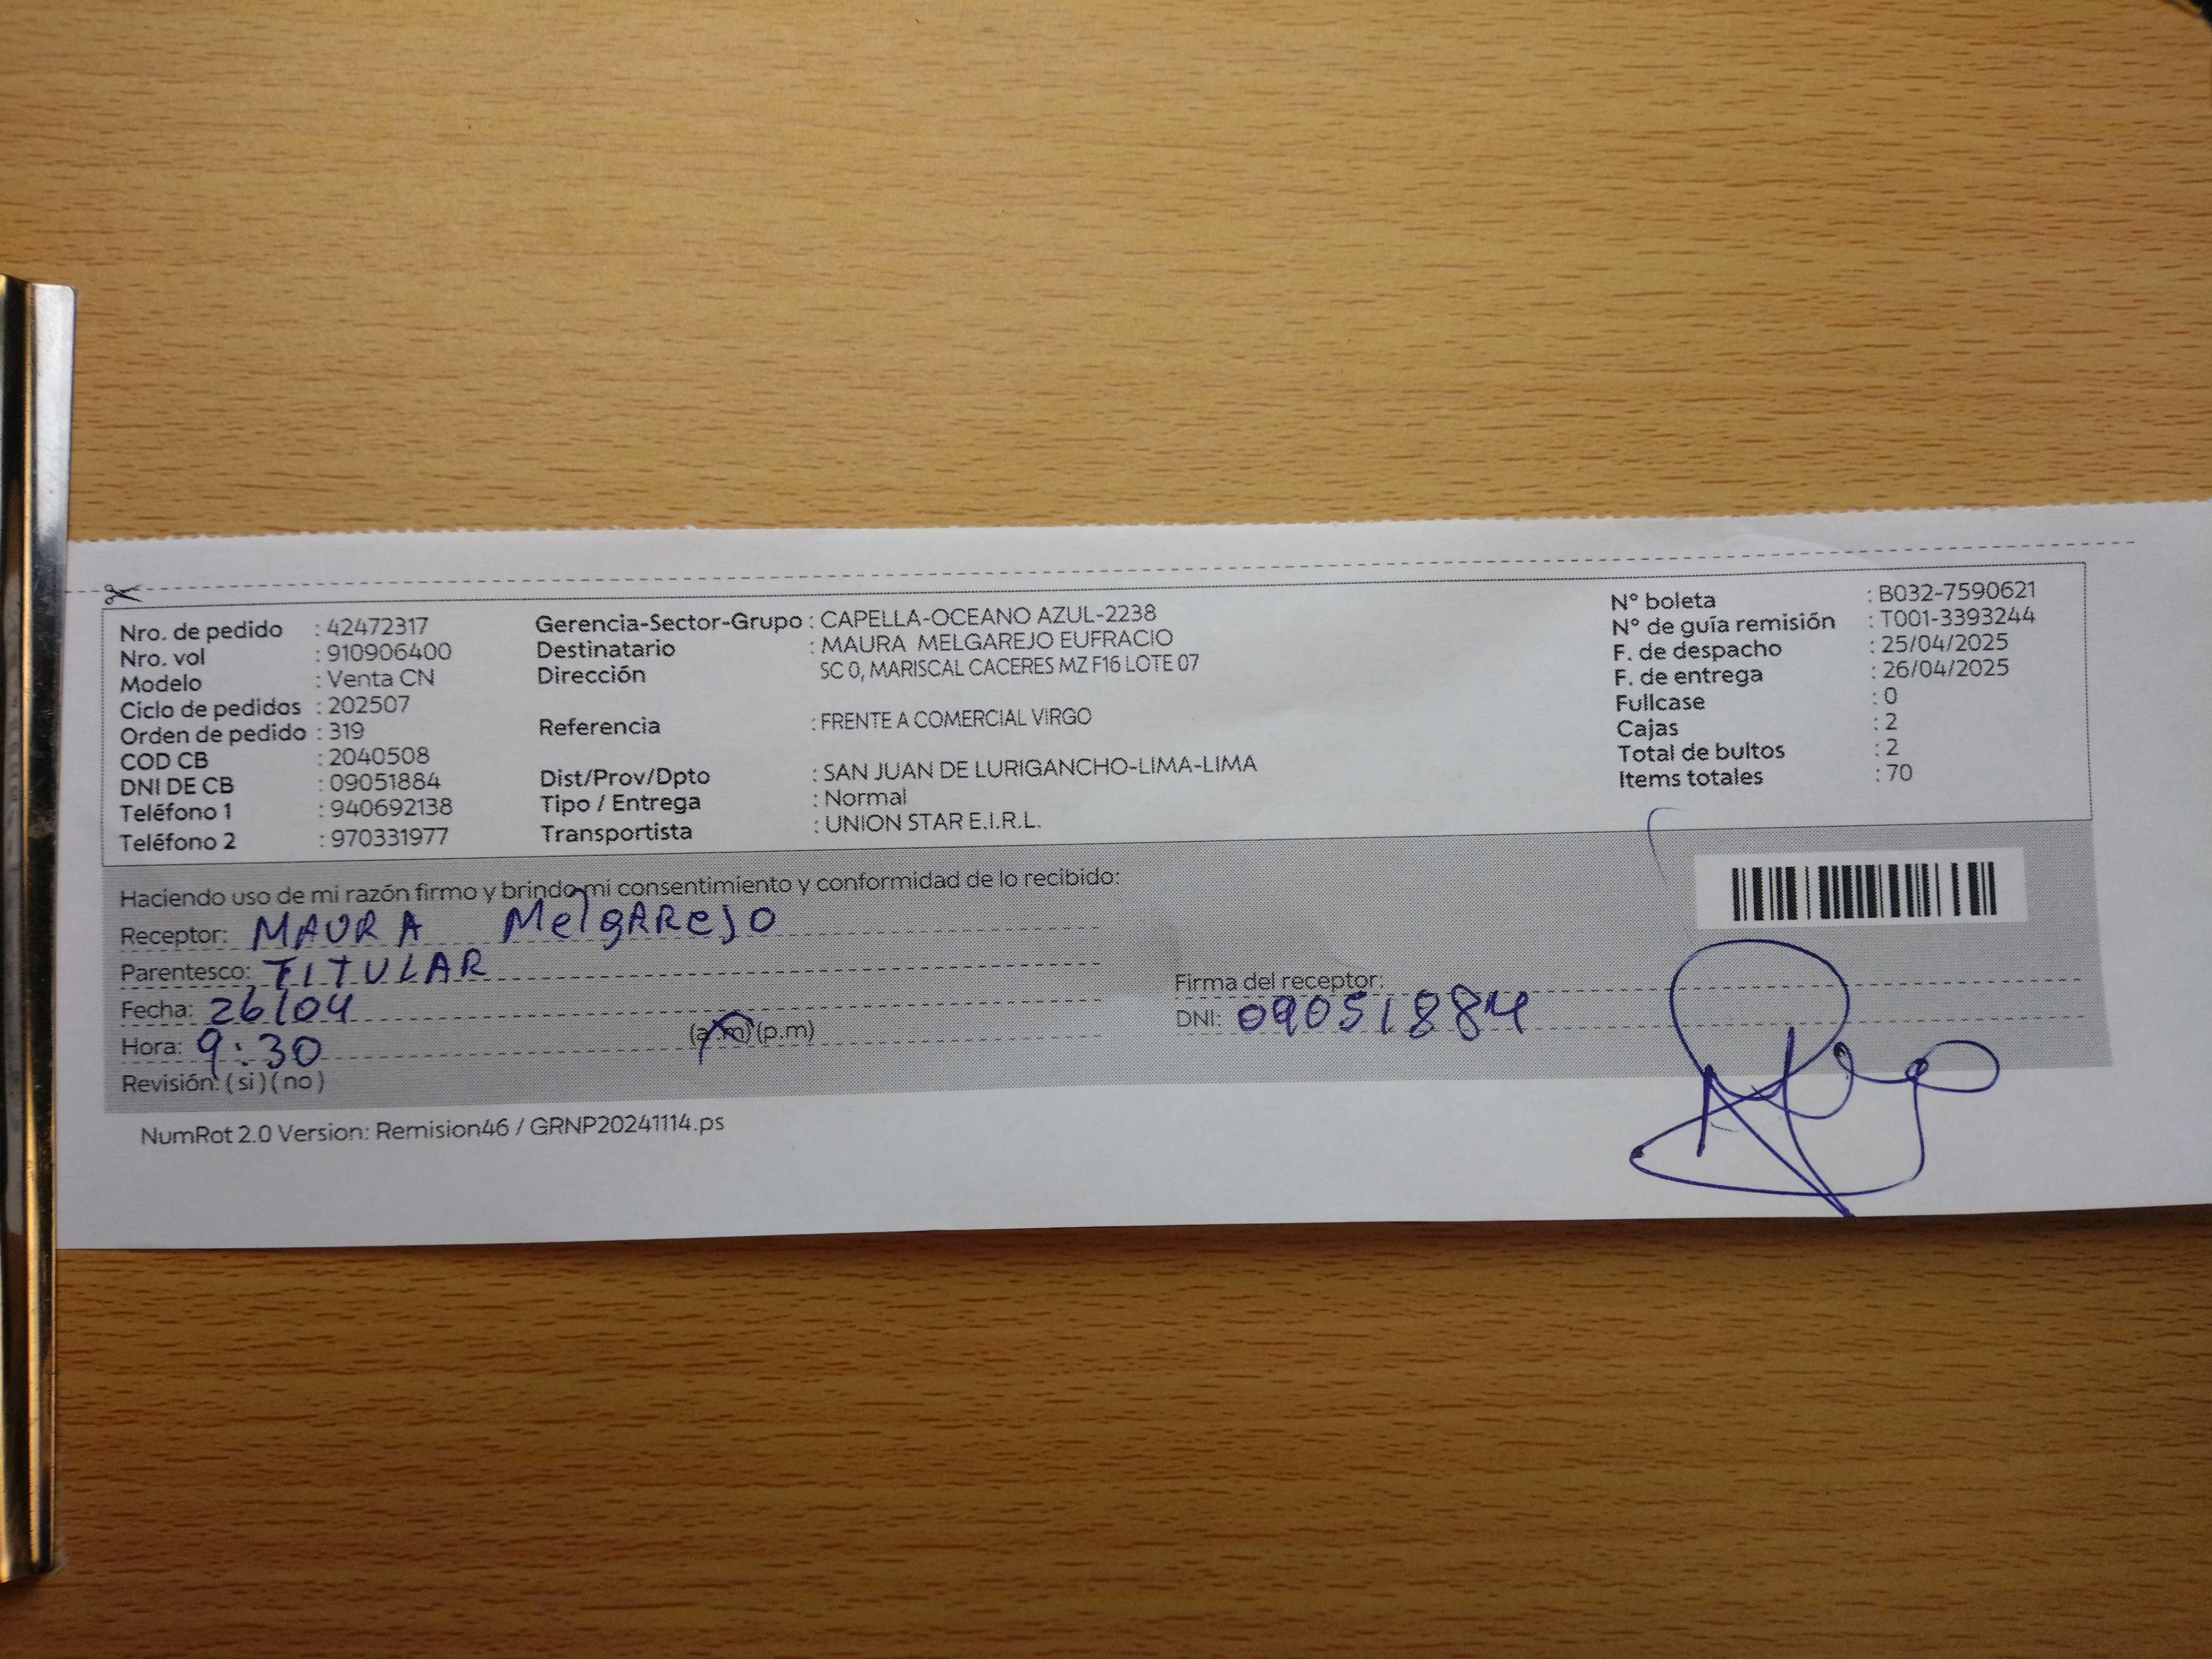 Nro. de pedido : 42472317
Nro. vol : 910906400
Modelo : Venta CN
Ciclo de pedidos : 202507
Orden de pedido : 319
COD CB : 2040508
DNI DE CB : 09051884
Teléfono 1 : 940692138
Teléfono 2 : 970331977
Gerencia-Sector-Grupo : CAPELLA-OCEANO AZUL-2238
Destinatario : MAURA MELGAREJO EUFRACIO
Dirección SC 0, MARISCAL CACERES MZ F16 LOTE 07
Referencia : FRENTE A COMERCIAL VIRGO
Dist/Prov/Dpto : SAN JUAN DE LURIGANCHO-LIMA-LIMA
Tipo / Entrega : Normal
Transportista : UNION STAR E.I.R.L.
N° boleta : B032-7590621
N° de guía remisión : T001-3393244
F. de despacho : 25/04/2025
F. de entrega : 26/04/2025
Fullcase : 0
Cajas : 2
Total de bultos : 2
Items totales : 70
Haciendo uso de mi razón firmo y brindo mi consentimiento y conformidad de lo recibido:
Receptor: MAURA MelgAReJO
Parentesco: TITULAR
Fecha: 26/04
Hora: 9:30 (a.m) (p.m)
Revisión: (si) (no)
Firma del receptor:
DNI: 09051884
NumRot 2.0 Version: Remision46 / GRNP20241114.ps